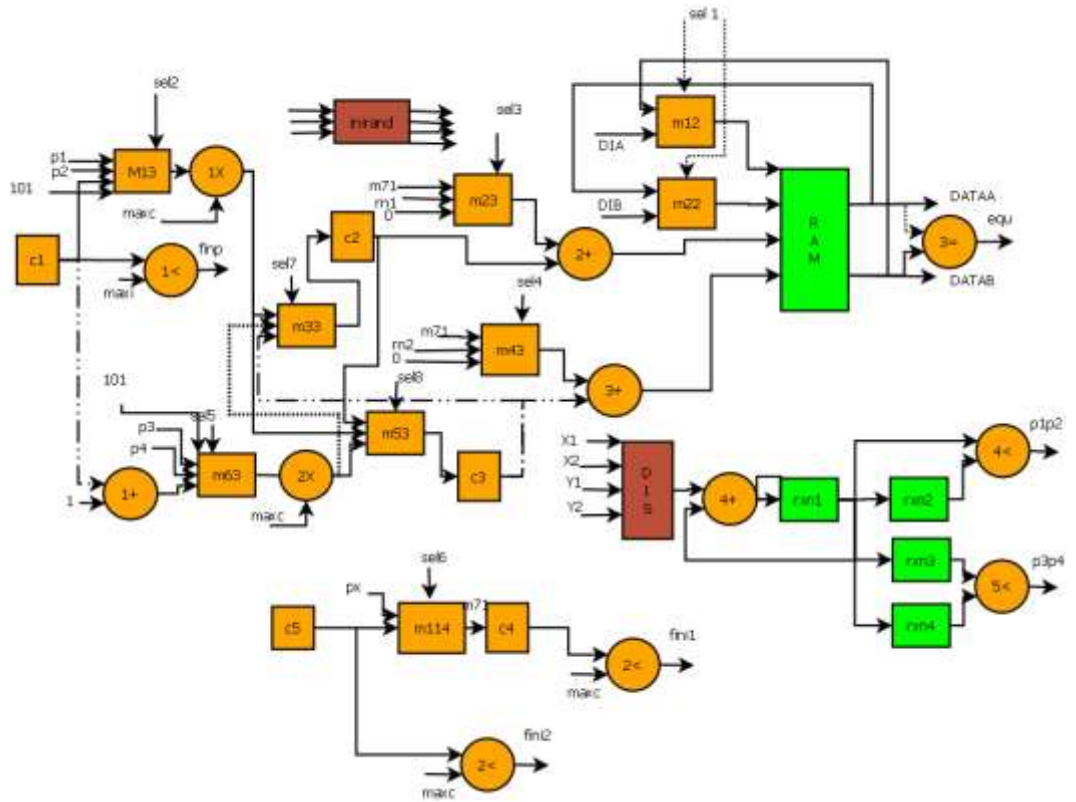 sel 1
sel2
inirand
sel3
m12
DIA
p1
p2
M13
1X
101
m71
rn1
0
m23
DIB
m22
R
A
M
DATAA
3=
equ
DATAB
maxc
c1
1<
finp
maxi
c2
2+
sel7
m33
sel4
m71
rn2
0
m43
3+
101
sel5
sel8
p3
p4
m63
2X
m53
c3
1+
1
maxc
X1
X2
Y1
Y2
D
I
S
4+
rxn1
rxn2
4<
p1p2
rxn3
rxn4
5<
p3p4
sel6
px
c5
m114
m71
c4
2<
fini1
maxc
2<
fini2
maxc